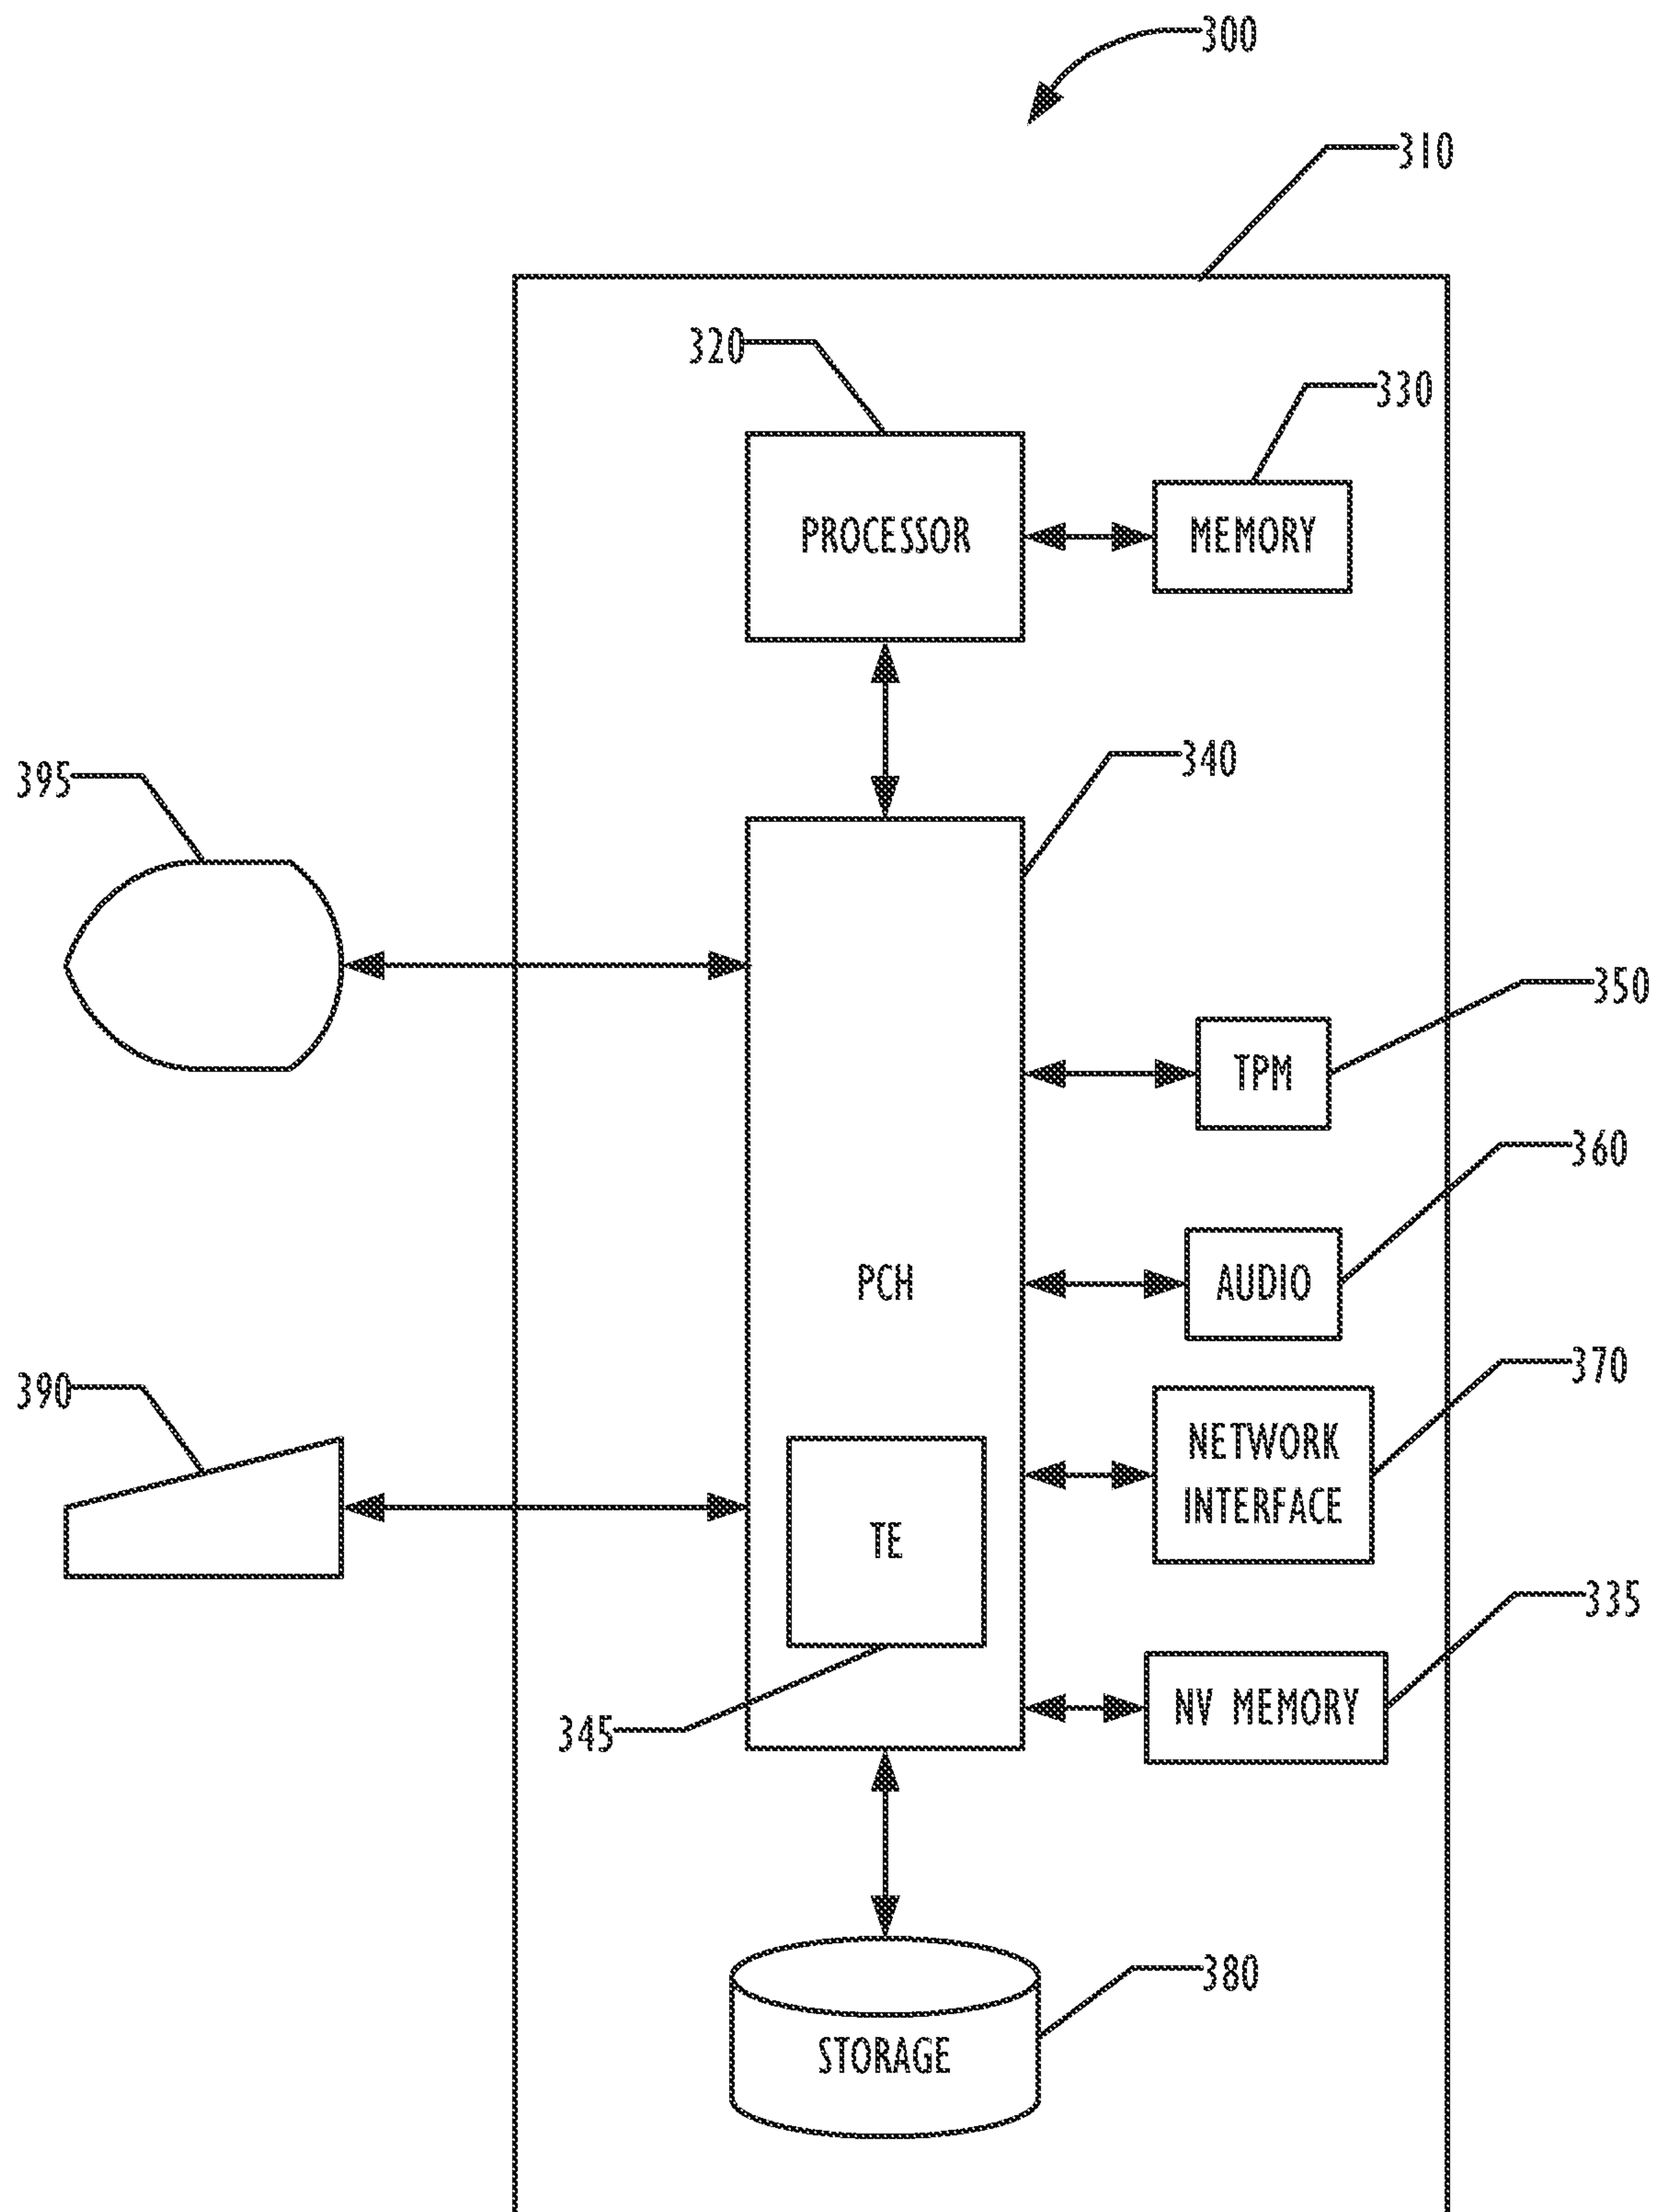 300
310
320
330
PROCESSOR
MEMORY
340
395
350
TPM
360
PCH
AUDIO
370
390
NETWORK
INTERFACE
TE
335
NV MEMORY
345
380
STORAGE